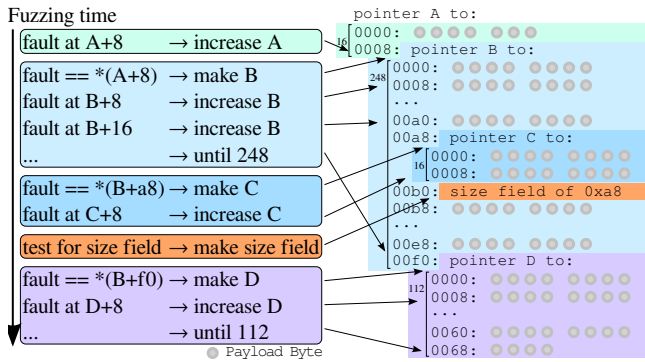 Fuzzing time
fault at A+8 → increase A
fault == *(A+8) → make B
fault at B+8 → increase B
fault at B+16 → increase B
... → until 248
fault == *(B+a8) → make C
fault at C+8 → increase C
test for size field → make size field
fault == *(B+f0) → make D
fault at D+8 → increase D
... → until 112
Payload Byte
pointer A to:
16
0000:
0008: pointer B to:
248
0000:
0008:
...
00a0:
00a8: pointer C to:
16
0000:
0008:
00b0: size field of 0xa8
00b8:
...
00e8:
00f0: pointer D to:
112
0000:
0008:
...
0060:
0068: